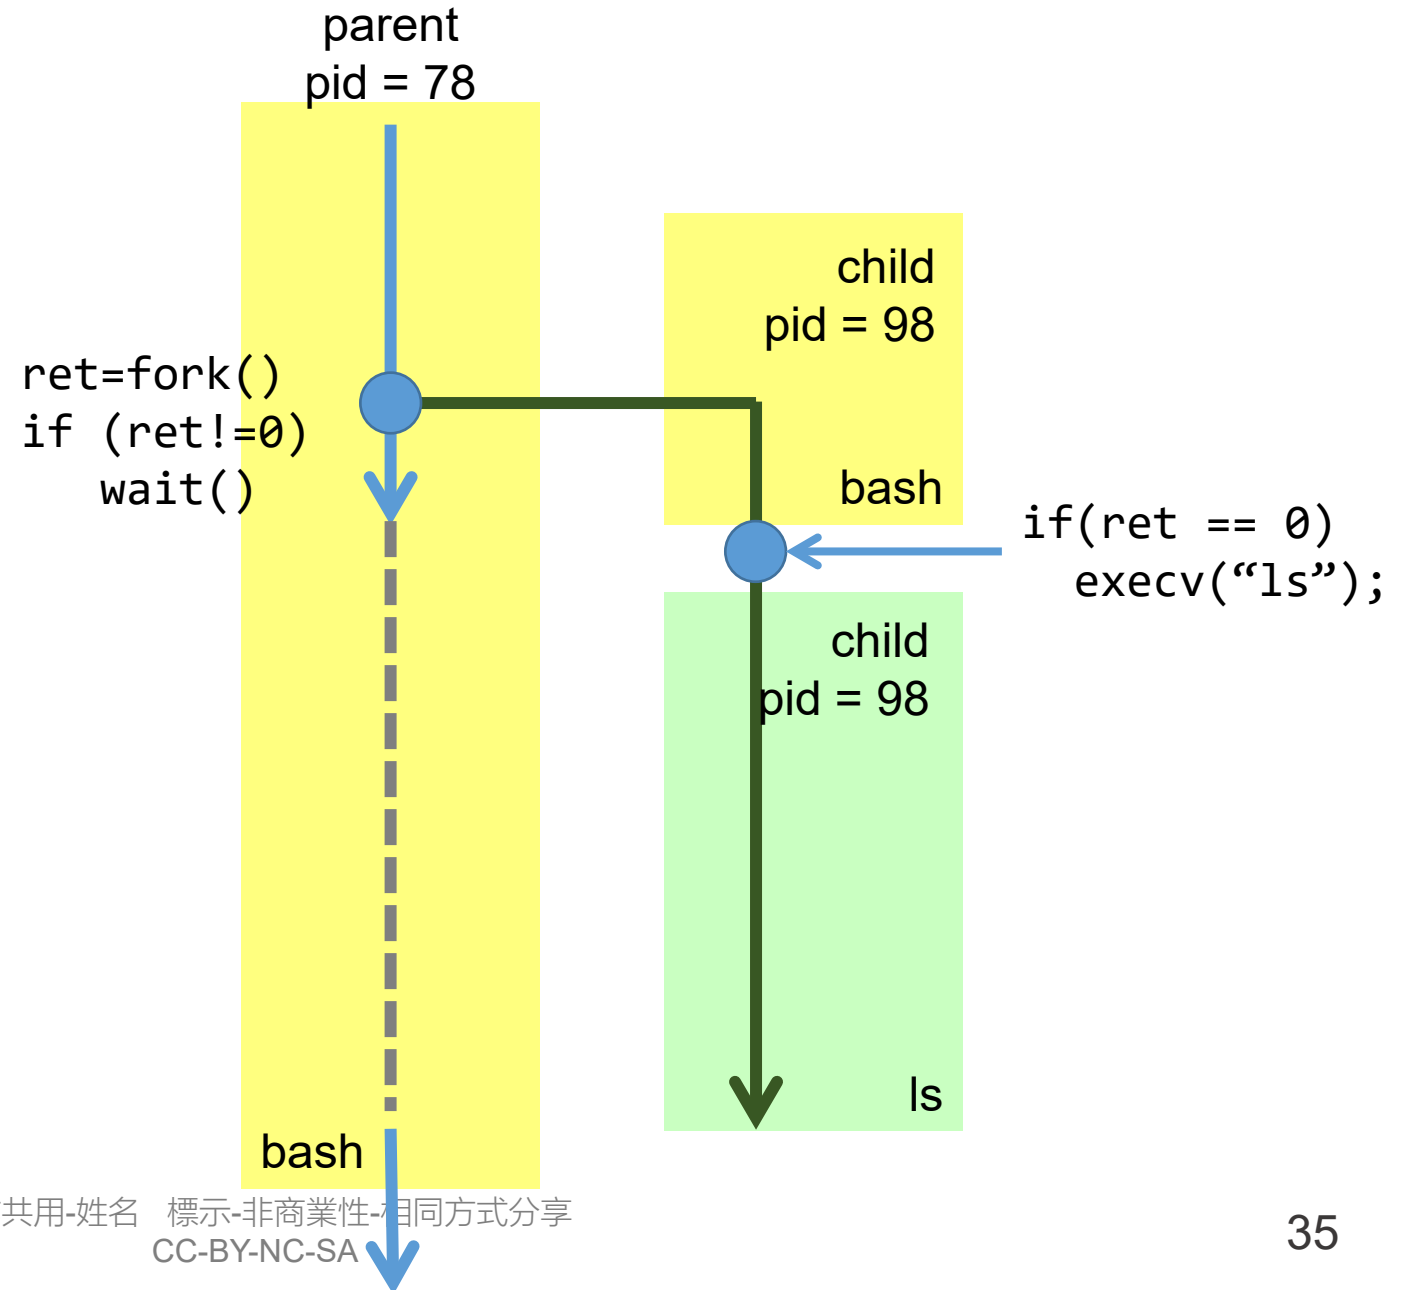 parent
pid = 78
child
pid = 98
ret=fork()
if (ret!=0)
wait()
bash
if(ret == 0)
execv(“ls”);
child
pid = 98
ls
bash
共用-姓名 標示-非商業性-相同方式分享
CC-BY-NC-SA
35